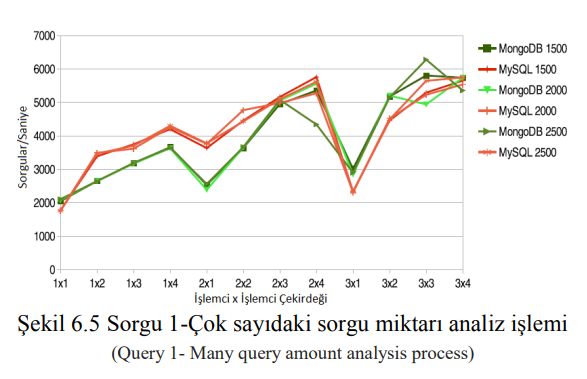 7000
6000
5000
4000
3000
2000
1000
0
Sorgular/Saniye
1x1 1x2 1x3 1x4 2x1 2x2 2x3 2x4 3x1 3x2 3x3 3x4
İşlemci x İşlemci Çekirdeği
MongoDB 1500
MySQL 1500
MongoDB 2000
MySQL 2000
MongoDB 2500
MySQL 2500
Şekil 6.5 Sorgu 1-Çok sayıdaki sorgu miktarı analiz işlemi
(Query 1- Many query amount analysis process)